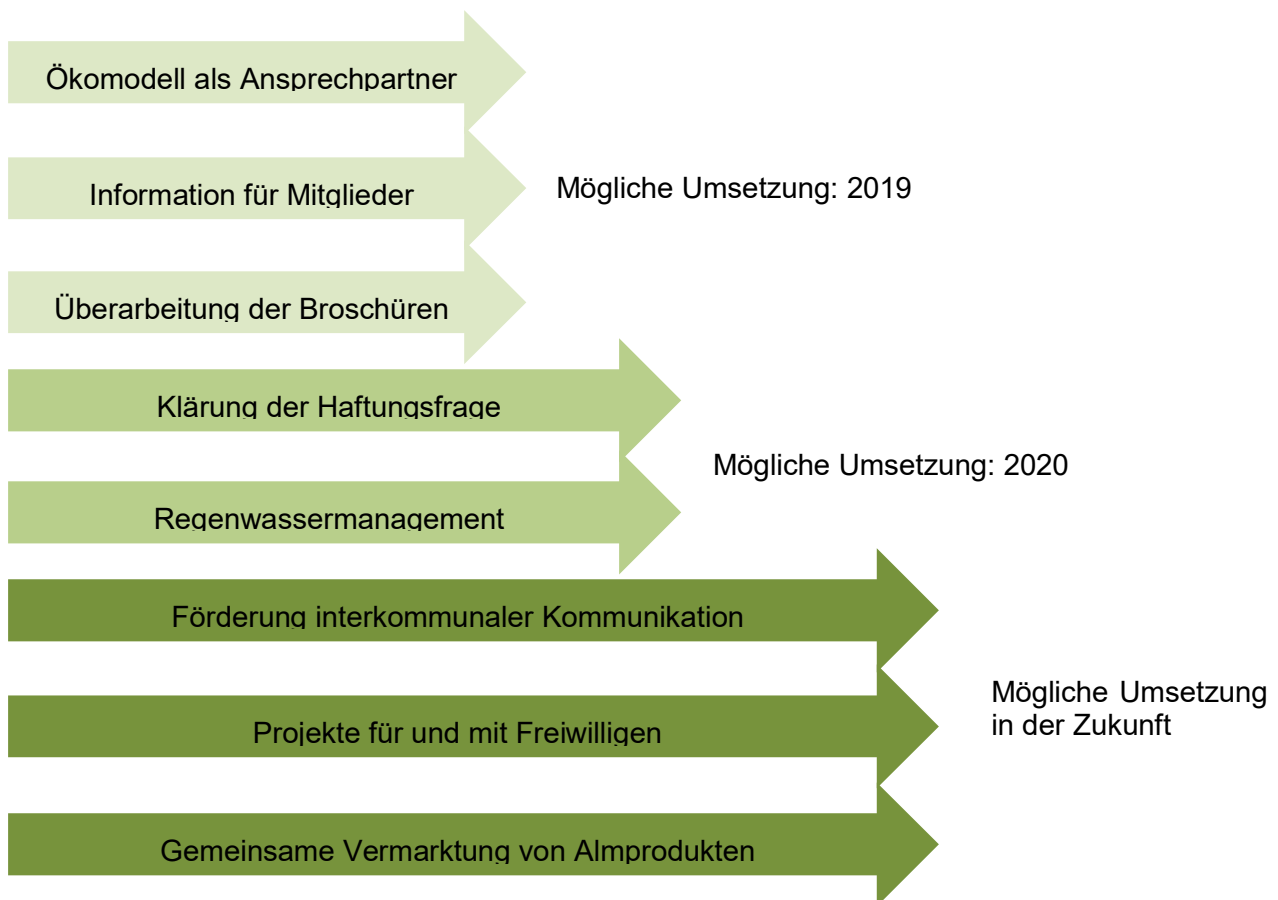 Ökomodell als Ansprechpartner
Information für Mitglieder
Mögliche Umsetzung: 2019
Überarbeitung der Broschüren
Klärung der Haftungsfrage
Mögliche Umsetzung: 2020
Regenwassermanagement
Förderung interkommunaler Kommunikation
Mögliche Umsetzung
in der Zukunft
Projekte für und mit Freiwilligen
Gemeinsame Vermarktung von Almprodukten